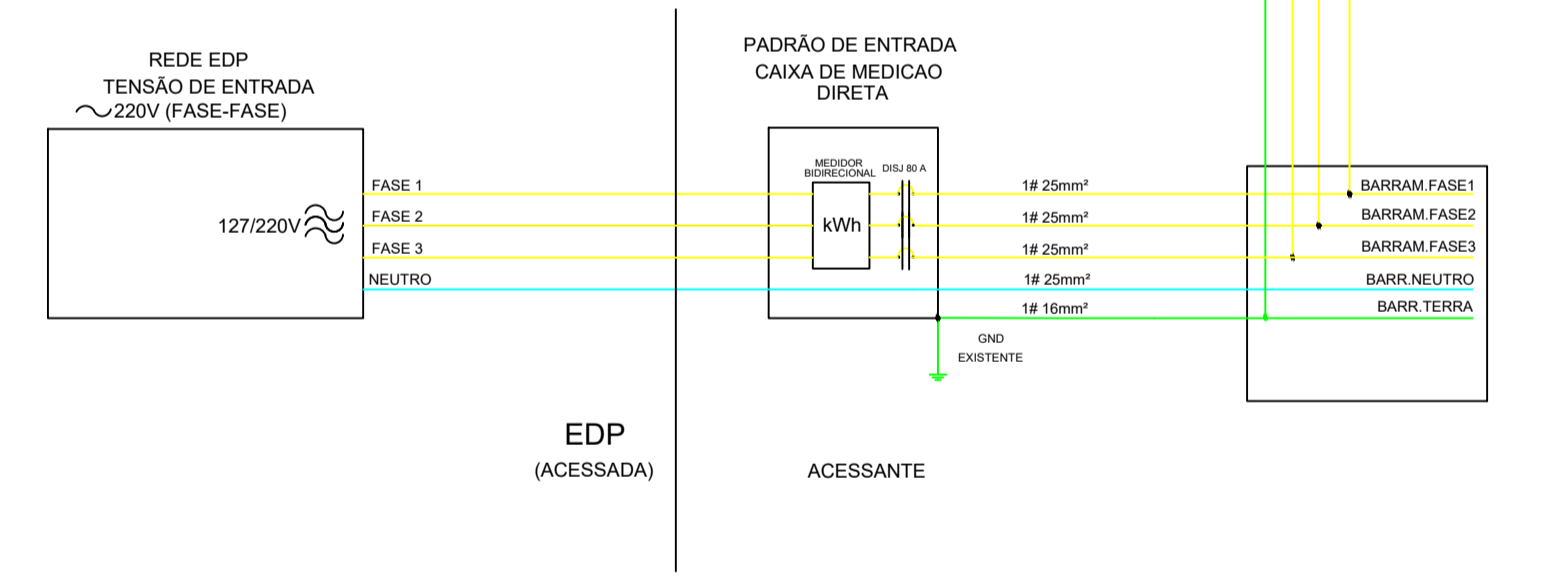 REDE EDP
TENSÃO DE ENTRADA
220V (FASE-FASE)
127/220V
FASE 1
FASE 2
FASE 3
NEUTRO
EDP
(ACESSADA)
PADRÃO DE ENTRADA
CAIXA DE MEDICAO
DIRETA
MEDIDOR
BIDIRECIONAL
DISJ 80 A
kWh
1# 25mm²
1# 25mm²
1# 25mm²
1# 25mm²
1# 16mm²
GND
EXISTENTE
ACESSANTE
BARRAM.FASE1
BARRAM.FASE2
BARRAM.FASE3
BARR.NEUTRO
BARR.TERRA